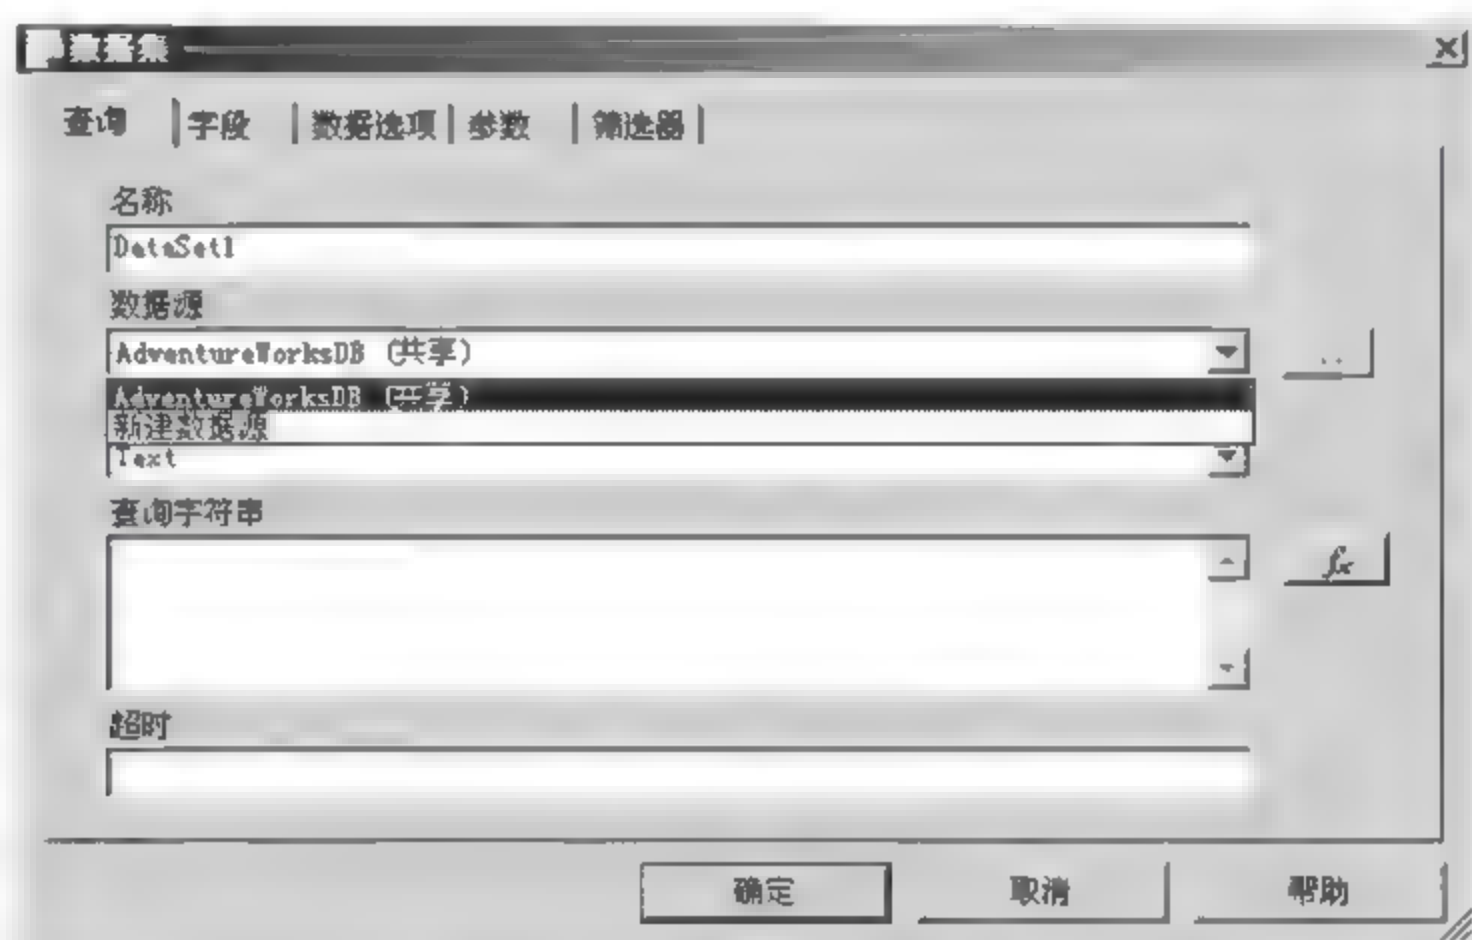 数据集
查询 字段 数据选项 参数 筛选器
名称
DataSet1
数据源
AdventureWorksDB (共享)
AdventureWorksDB (共享)
新建数据源
Text
查询字符串
fx
超时
确定 取消 帮助